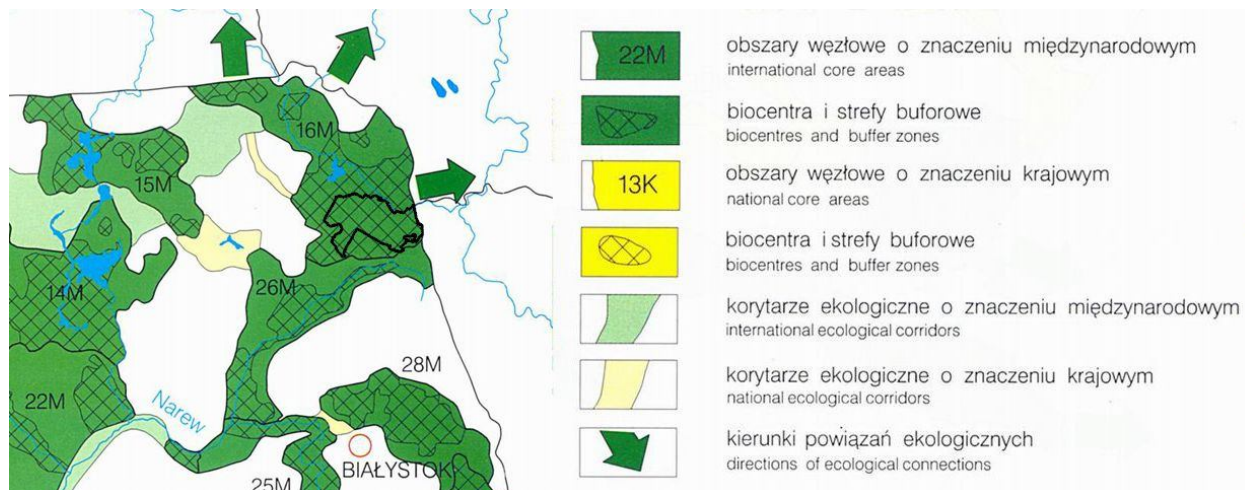 16M
15M
14M
26M
28M
22M
Narew
BIAŁYSTOK
25M
22M
obszary węzłowe o znaczeniu międzynarodowym
international core areas
biocentra i strefy buforowe
biocentres and buffer zones
13K
obszary węzłowe o znaczeniu krajowym
national core areas
biocentra i strefy buforowe
biocentres and buffer zones
korytarze ekologiczne o znaczeniu międzynarodowym
international ecological corridors
korytarze ekologiczne o znaczeniu krajowym
national ecological corridors
kierunki powiązań ekologicznych
directions of ecological connections